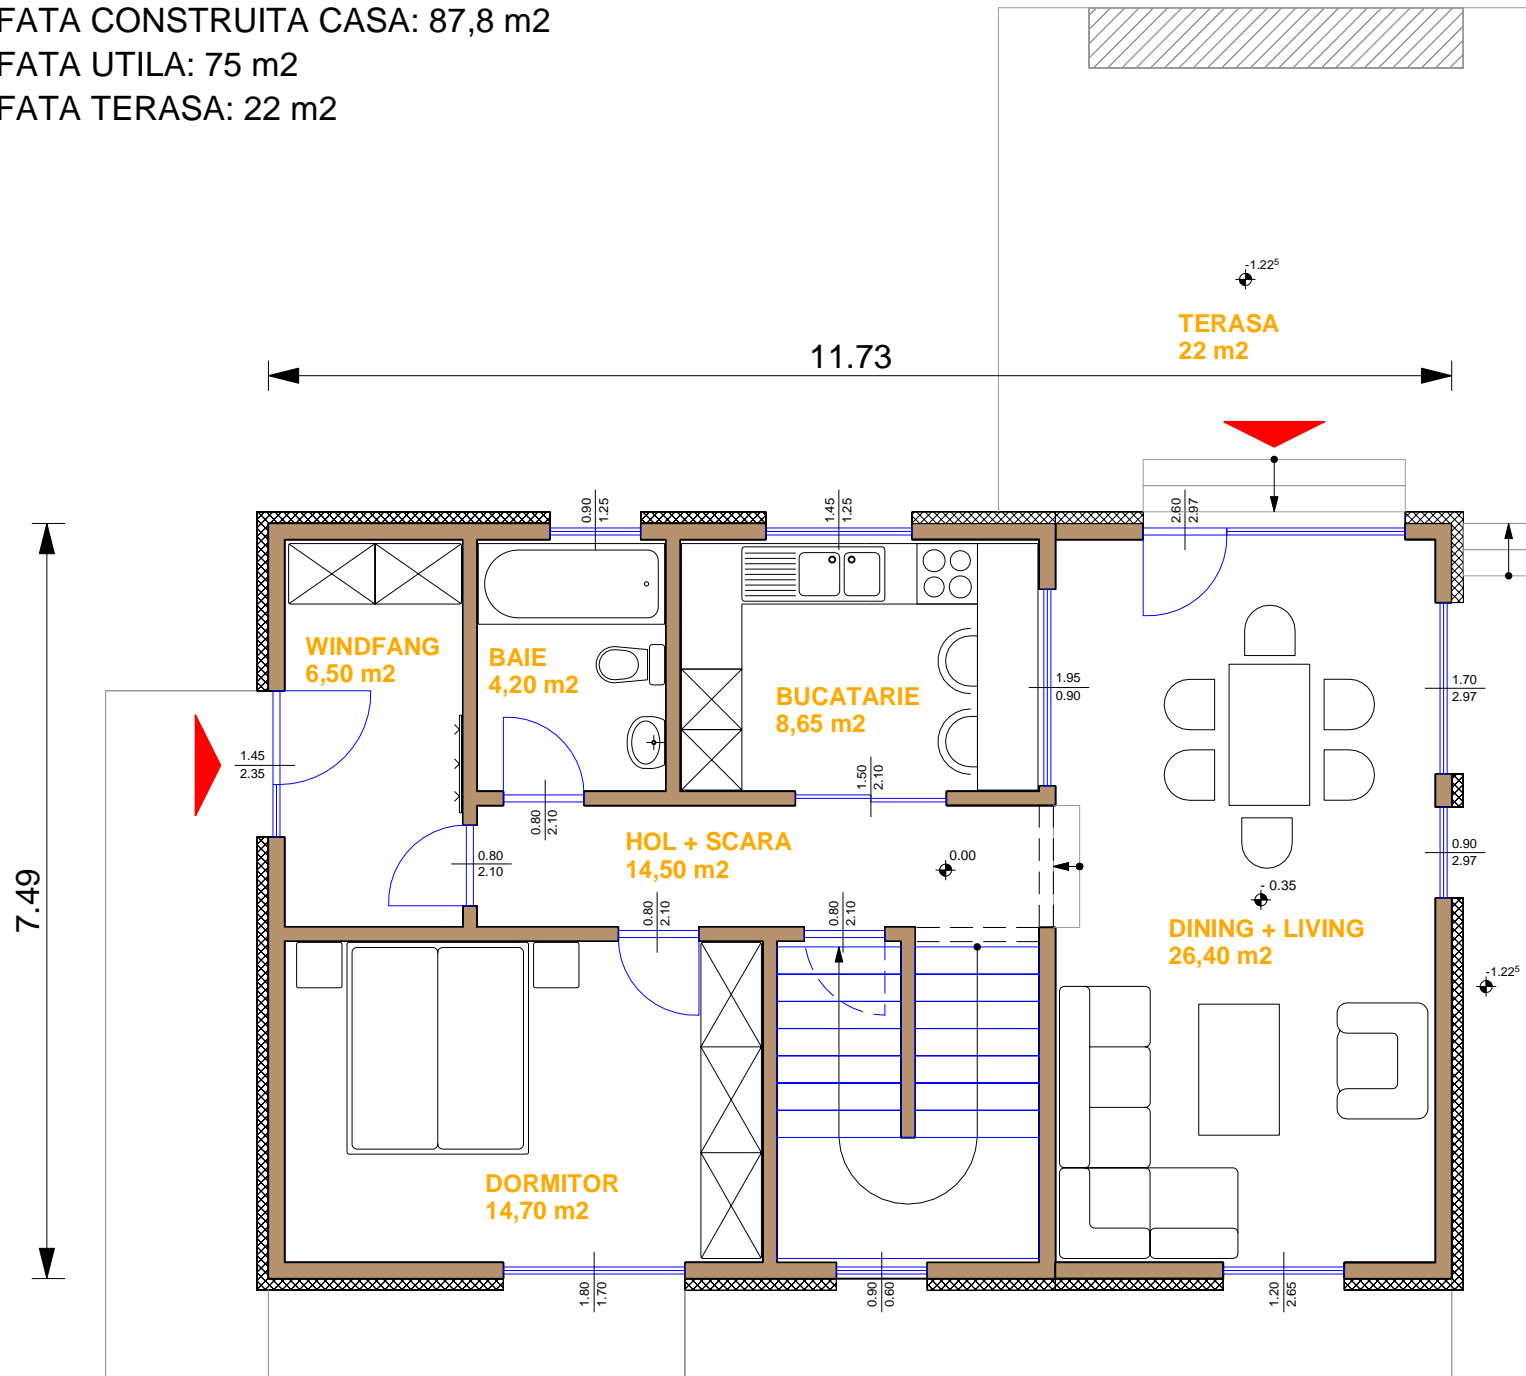 FATA CONSTRUITA CASA: 87,8 m2
FATA UTILA: 75 m2
FATA TERASA: 22 m2
-1.22⁵
TERASA
22 m2
11.73
0.90
1.25
1.45
1.25
2.60
2.97
WINDFANG
6,50 m2
BAIE
4,20 m2
BUCATARIE
8,65 m2
1.95
0.90
1.70
2.97
1.45
2.35
1.50
2.10
0.80
2.10
HOL + SCARA
14,50 m2
0.80
2.10
0.00
0.90
2.97
7.49
- 0.35
0.80
2.10
0.80
2.10
DINING + LIVING
26,40 m2
-1.22⁵
DORMITOR
14,70 m2
1.80
1.70
0.90
0.60
1.20
2.65